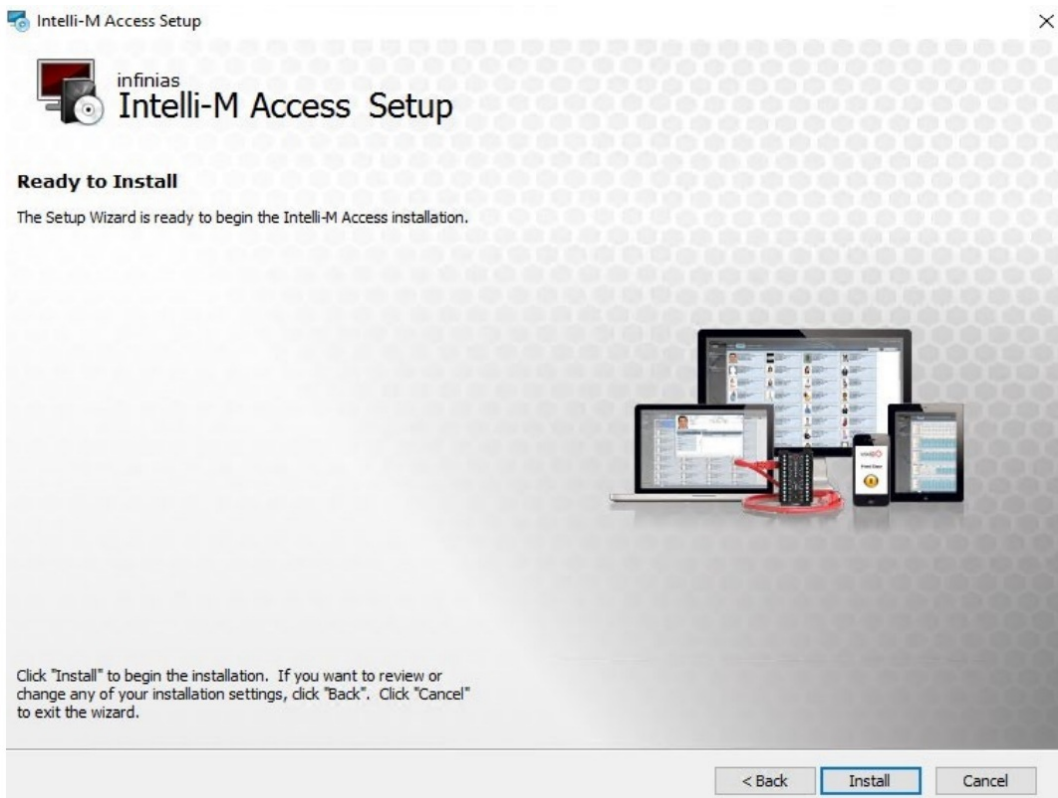 Intelli-M Access Setup
infinias
Intelli-M Access Setup
Ready to Install
The Setup Wizard is ready to begin the Intelli-M Access installation.
Click "Install" to begin the installation. If you want to review or
change any of your installation settings, click "Back". Click "Cancel"
to exit the wizard.
< Back
Install
Cancel